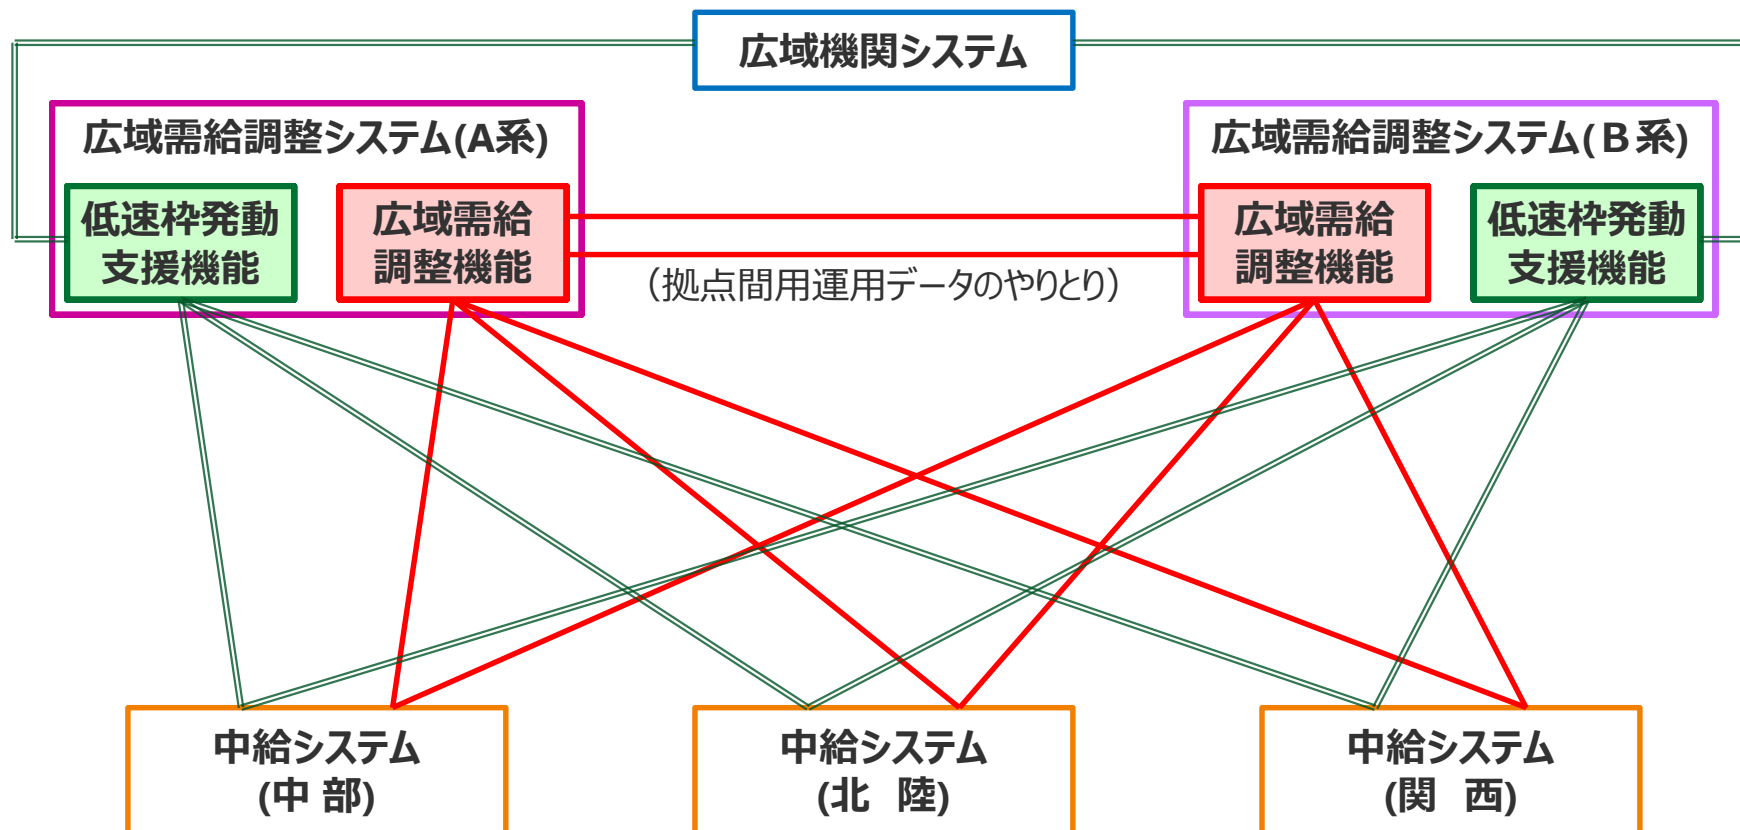 広域機関システム
広域需給調整システム(A系)
低速枠発動
支援機能
広域需給
調整機能
(拠点間用運用データのやりとり)
広域需給調整システム(Ｂ系)
広域需給
調整機能
低速枠発動
支援機能
中給システム
(中 部)
中給システム
(北　陸)
中給システム
(関　西)